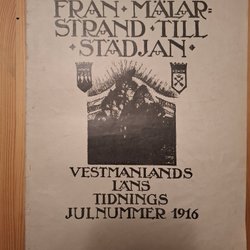 FRÅN · MÄLAR=
STRAND · TILL
· STÄDJAN ·
VESTMANLANDS
LÄNS
TIDNINGS
JULNUMMER 1916